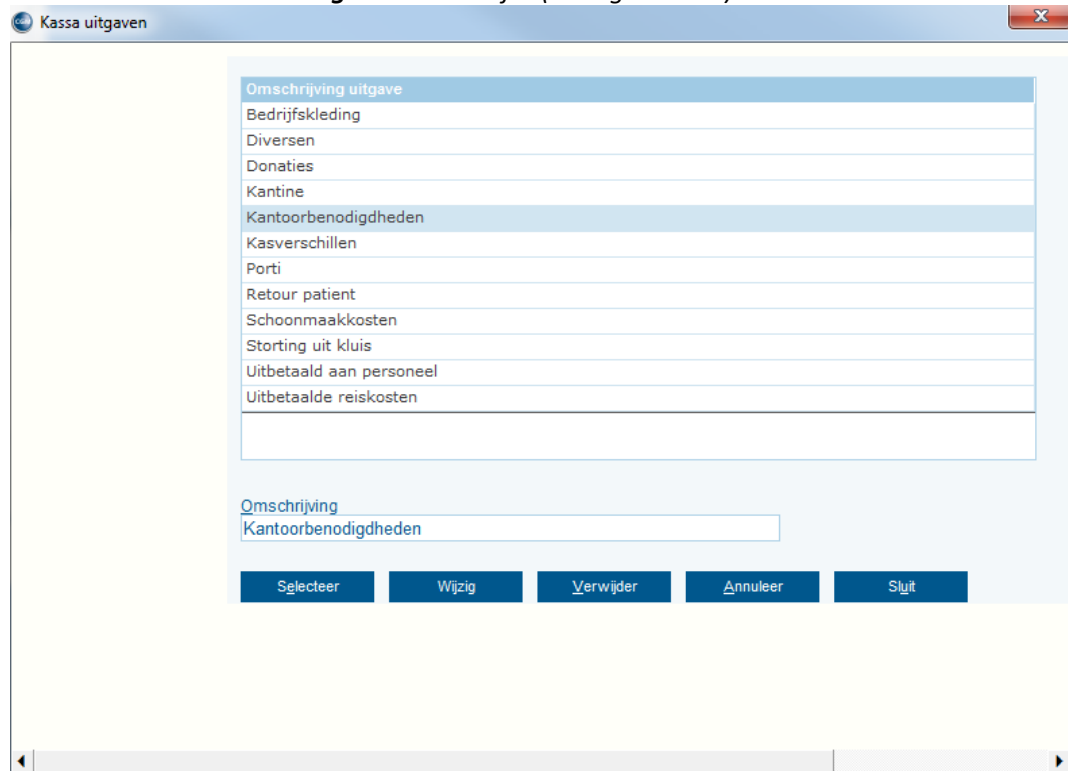 CGM Kassa uitgaven X
Omschrijving uitgave
Bedrijfskleding
Diversen
Donaties
Kantine
Kantoorbenodigdheden
Kasverschillen
Porti
Retour patient
Schoonmaakkosten
Storting uit kluis
Uitbetaald aan personeel
Uitbetaalde reiskosten
Omschrijving
Kantoorbenodigdheden
Selecteer Wijzig Verwijder Annuleer Sluit